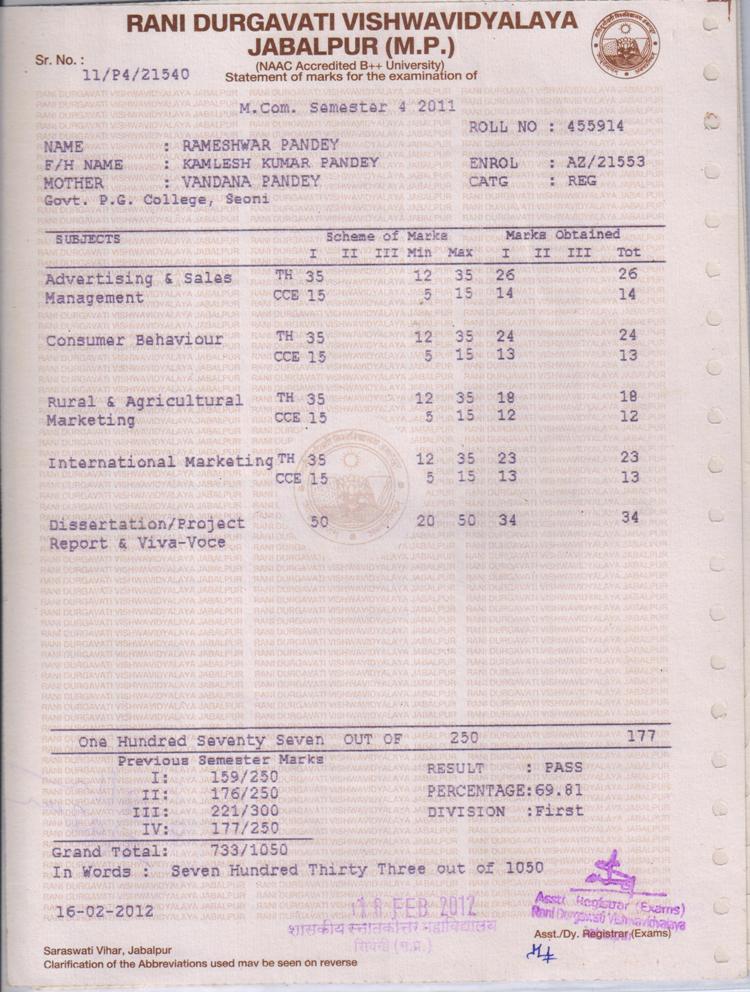 RANI DURGAVATI VISHWAVIDYALAYA
JABALPUR (M.P.)
(NAAC Accredited B++ University)
Statement of marks for the examination of
Sr. No. :
11/P4/21540
M.Com. Semester 4 2011
ROLL NO : 455914
NAME : RAMESHWAR PANDEY
F/H NAME : KAMLESH KUMAR PANDEY ENROL : AZ/21553
MOTHER : VANDANA PANDEY CATG : REG
Govt. P.G. College, Seoni
SUBJECTS Scheme of Marks Marks Obtained
I II III Min Max I II III Tot
Advertising & Sales TH 35 12 35 26 26
Management CCE 15 5 15 14 14
Consumer Behaviour TH 35 12 35 24 24
CCE 15 5 15 13 13
Rural & Agricultural TH 35 12 35 18 18
Marketing CCE 15 5 15 12 12
International Marketing TH 35 12 35 23 23
CCE 15 5 15 13 13
Dissertation/Project 50 20 50 34 34
Report & Viva-Voce
One Hundred Seventy Seven OUT OF 250 177
Previous Semester Marks
I: 159/250 RESULT : PASS
II: 176/250 PERCENTAGE:69.81
III: 221/300 DIVISION :First
IV: 177/250
Grand Total: 733/1050
In Words : Seven Hundred Thirty Three out of 1050
16-02-2012
18 FEB 2012
शासकीय स्नातकोत्तर महाविद्यालय
सिवनी (म.प्र.)
Asstt. Registrar (Exams)
Rani Durgawati Vishwavidyalaya
Asst./Dy. Registrar (Exams)
Saraswati Vihar, Jabalpur
Clarification of the Abbreviations used may be seen on reverse